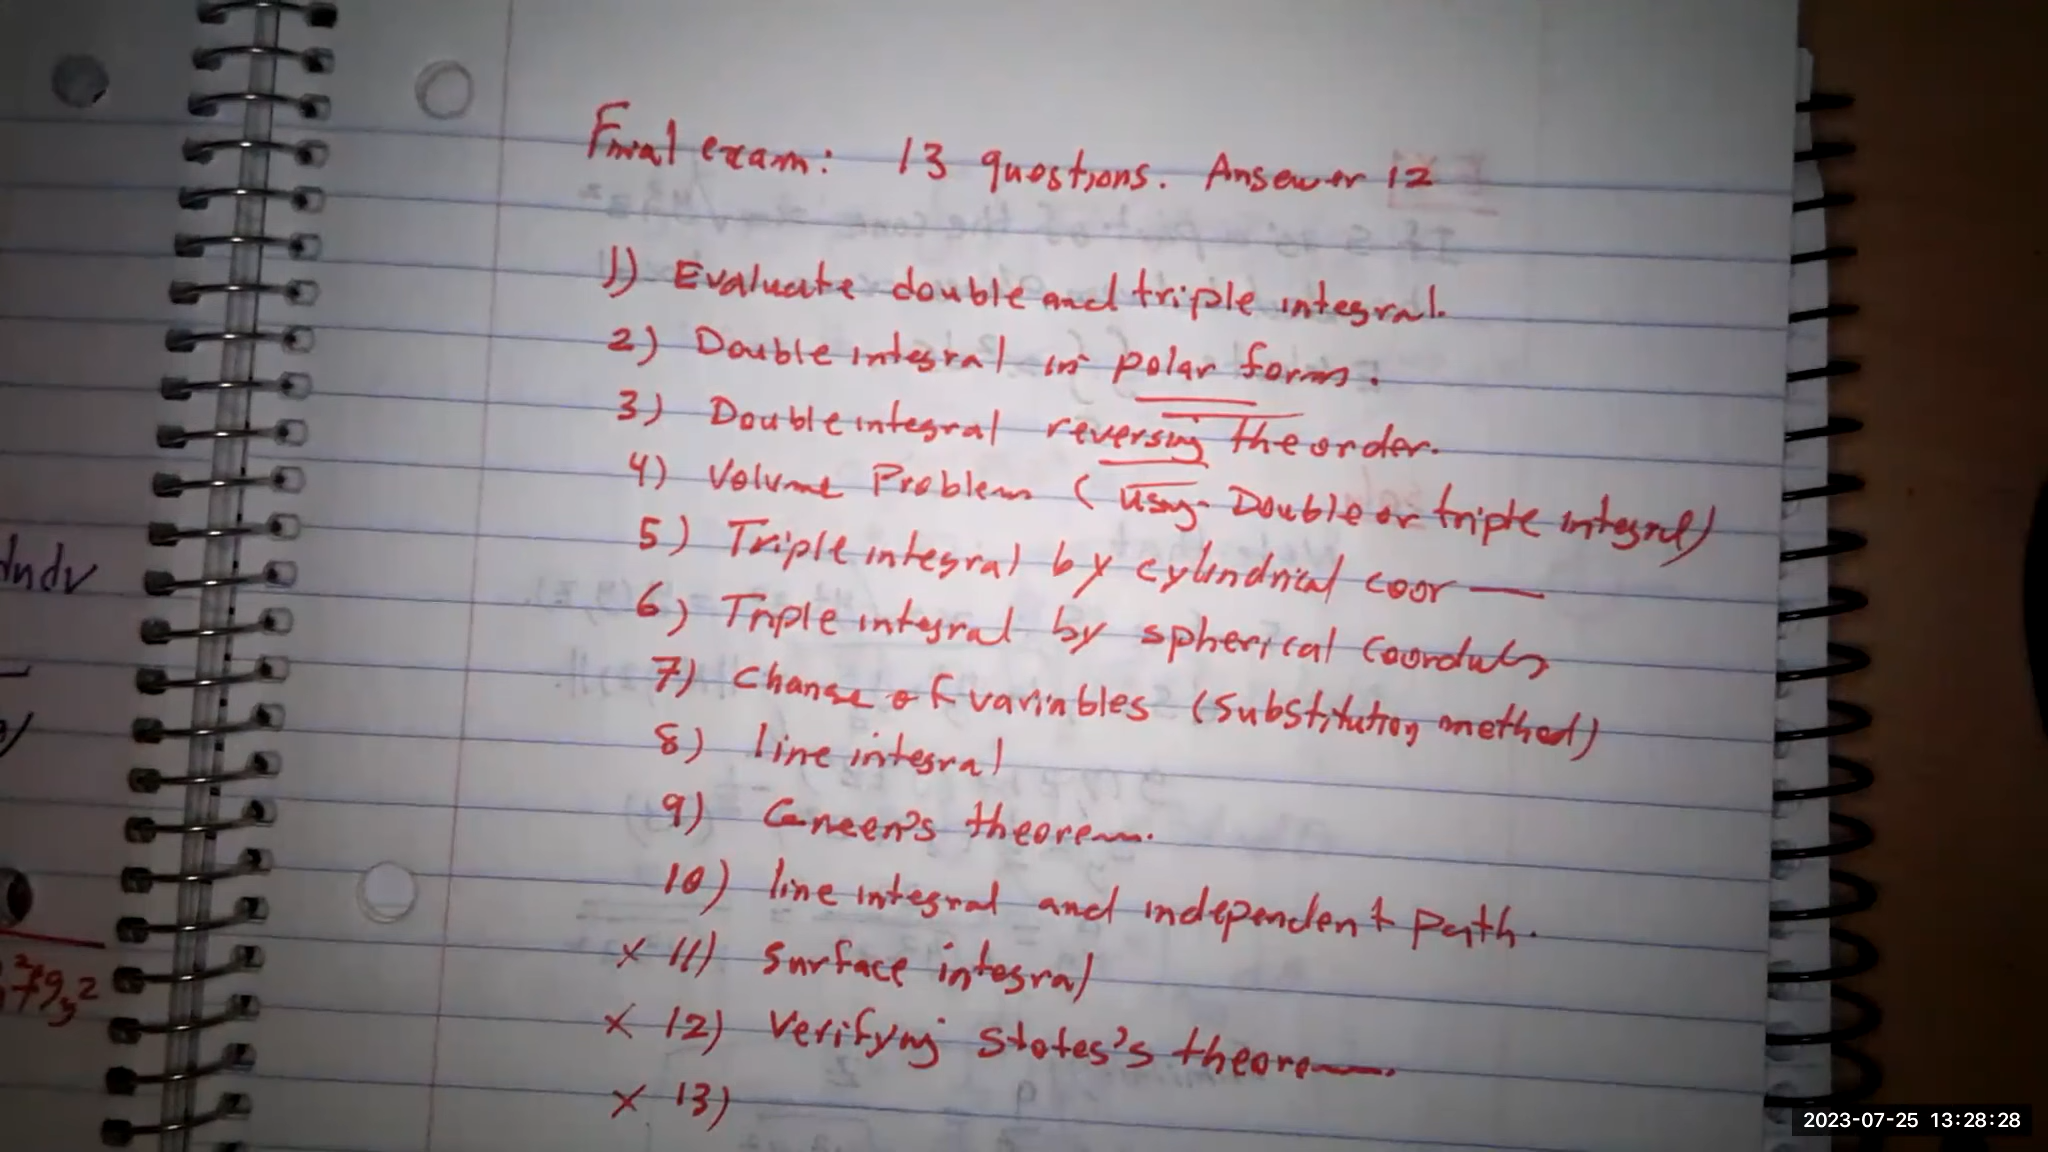 Final exam: 13 questions. Answer 12
1) Evaluate double and triple integral.
2) Double integral in polar form.
3) Double integral reversing the order.
4) Volume Problem (using Double or triple integral)
5) Triple integral by cylindrical coor
6) Triple integral by spherical
7) Change of variables (Substitution method)
8) line integral
9) Green's theorem.
10) line integral and independent path.
x 11) Surface integral
x 12) Verifying theorem.
x 13)
dudv
2023-07-25 13:28:28